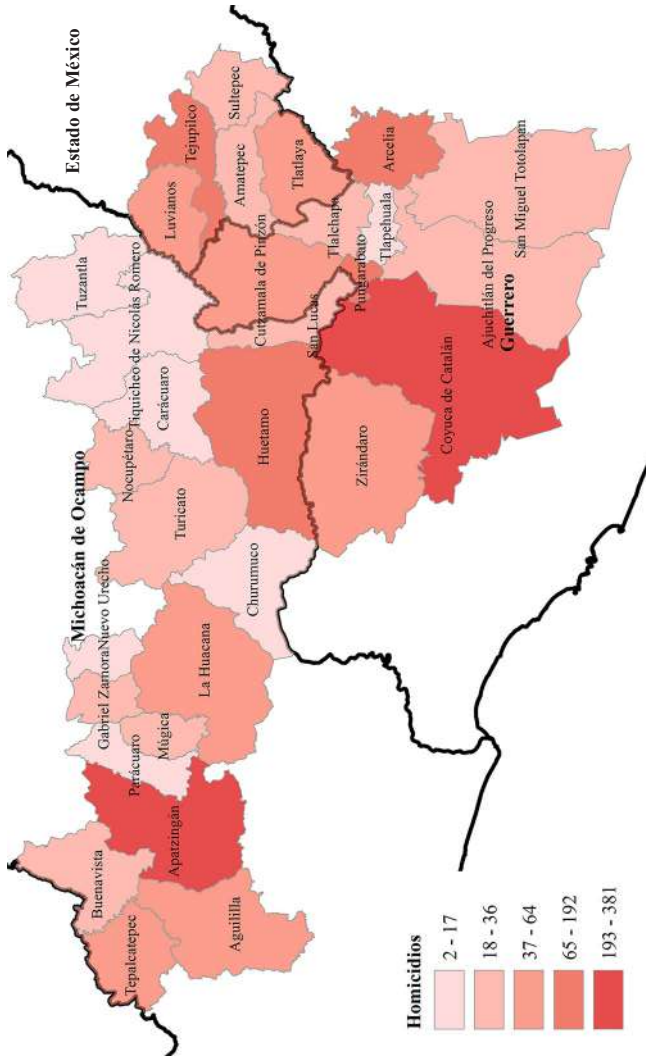 Estado de México
Michoacán de Ocampo
Guerrero
Tejupilco
Sultepec
Luvianos
Amatepec
Tlatlaya
Tuzantla
Tiquicheo de Nicolás Romero
Carácuaro
Nocupétaro
Turicato
Nuevo Urecho
Gabriel Zamora
Churumuco
La Huacana
Múgica
Parácuaro
Apatzingán
Buenavista
Tepalcatepec
Aguililla
Huetamo
San Lucas
Cutzamala de Pinzón
Tlalchapa
Arcelia
Tlapehuala
Pungarabato
Zirándaro
Coyuca de Catalán
Ajuchitlán del Progreso
San Miguel Totolapan
Homicidios
2 - 17
18 - 36
37 - 64
65 - 192
193 - 381